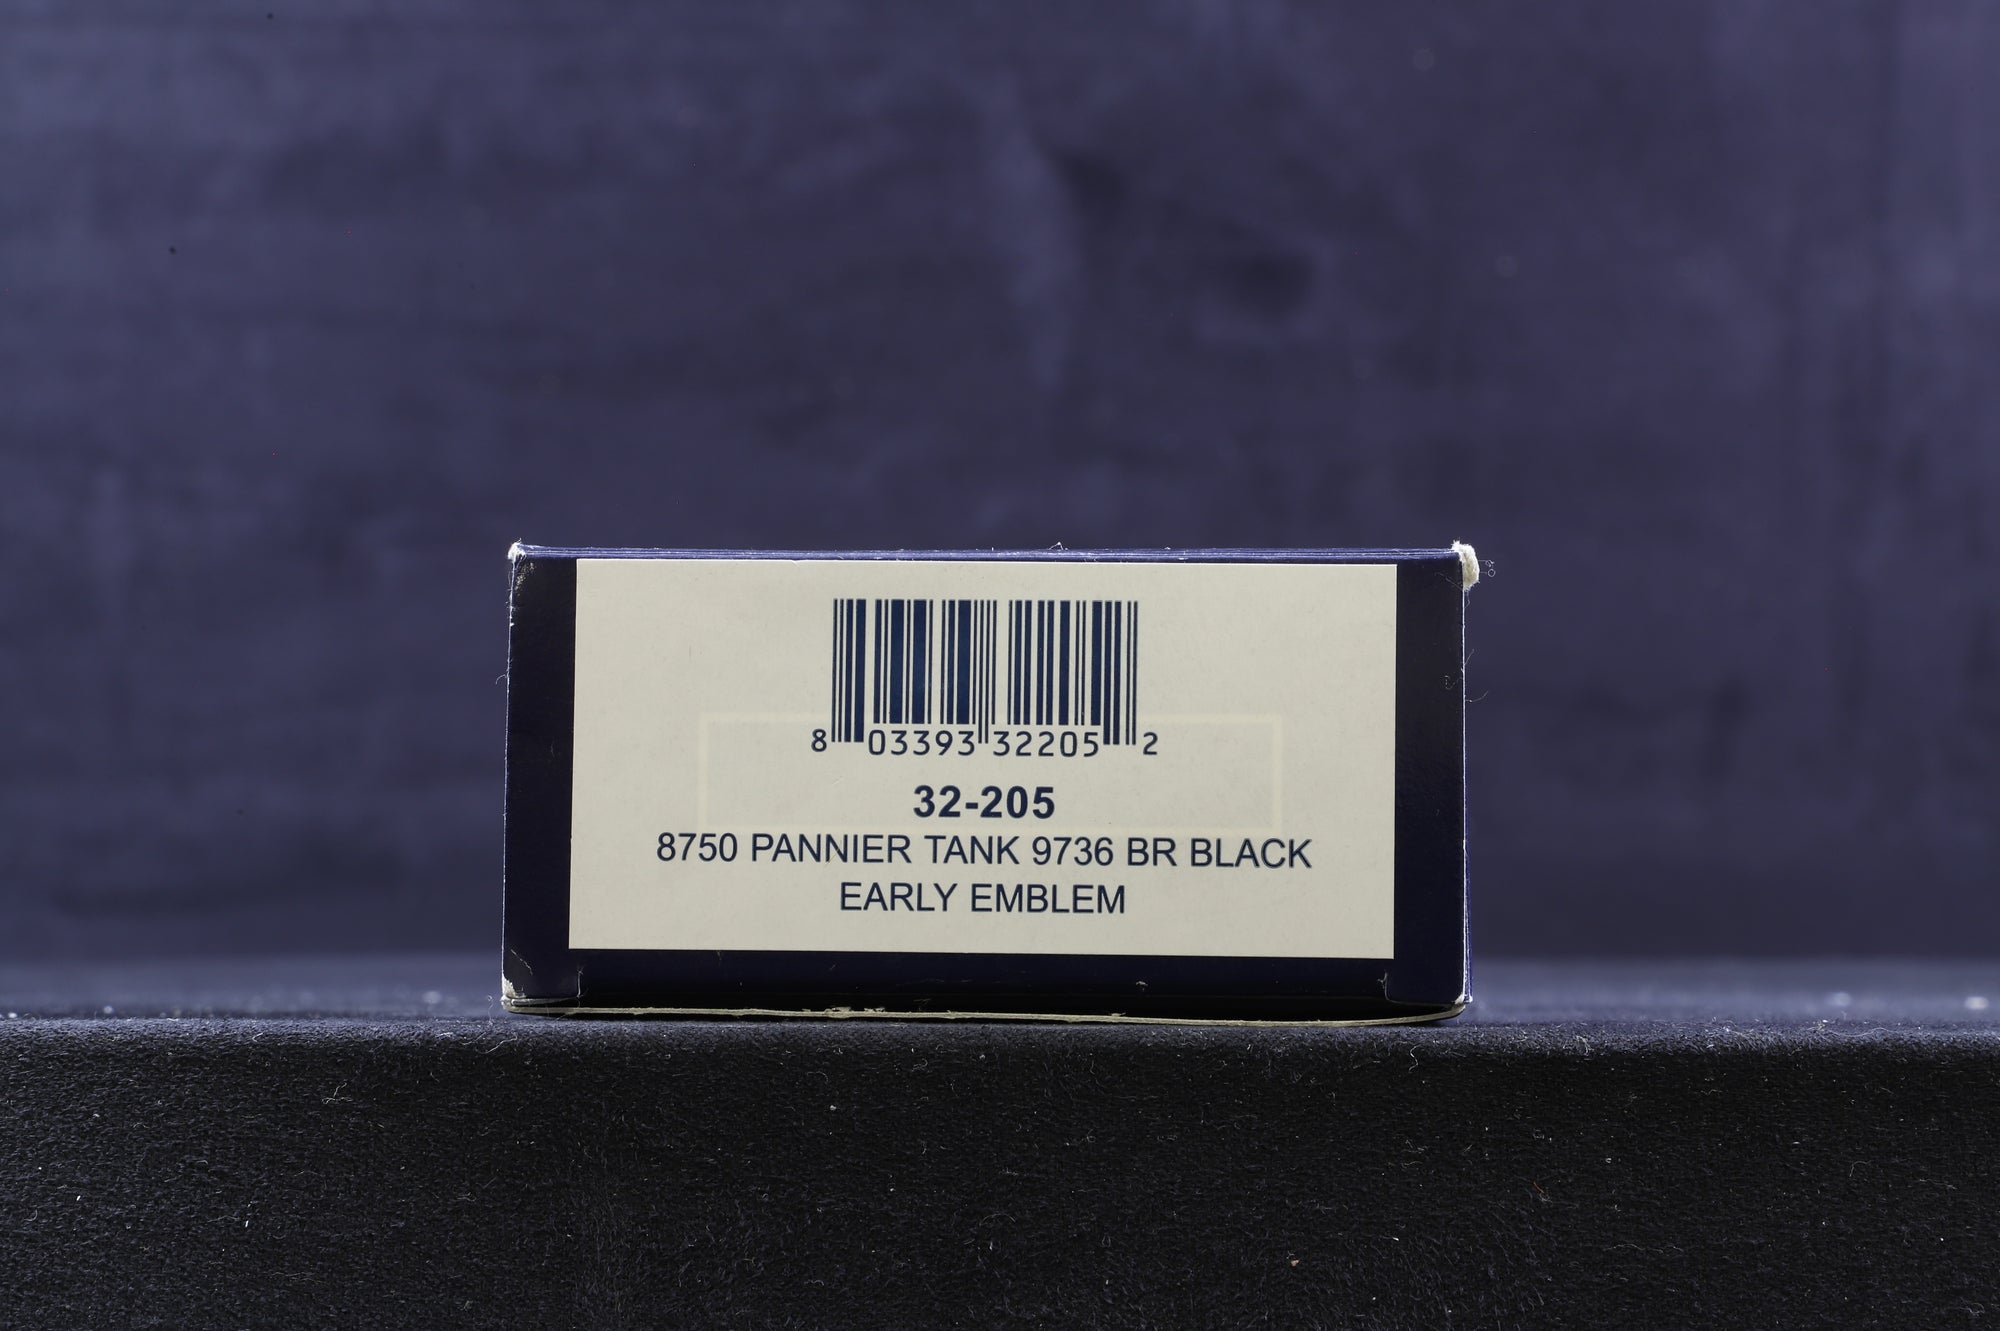 8 03393 32205 2
32-205
8750 PANNIER TANK 9736 BR BLACK
EARLY EMBLEM